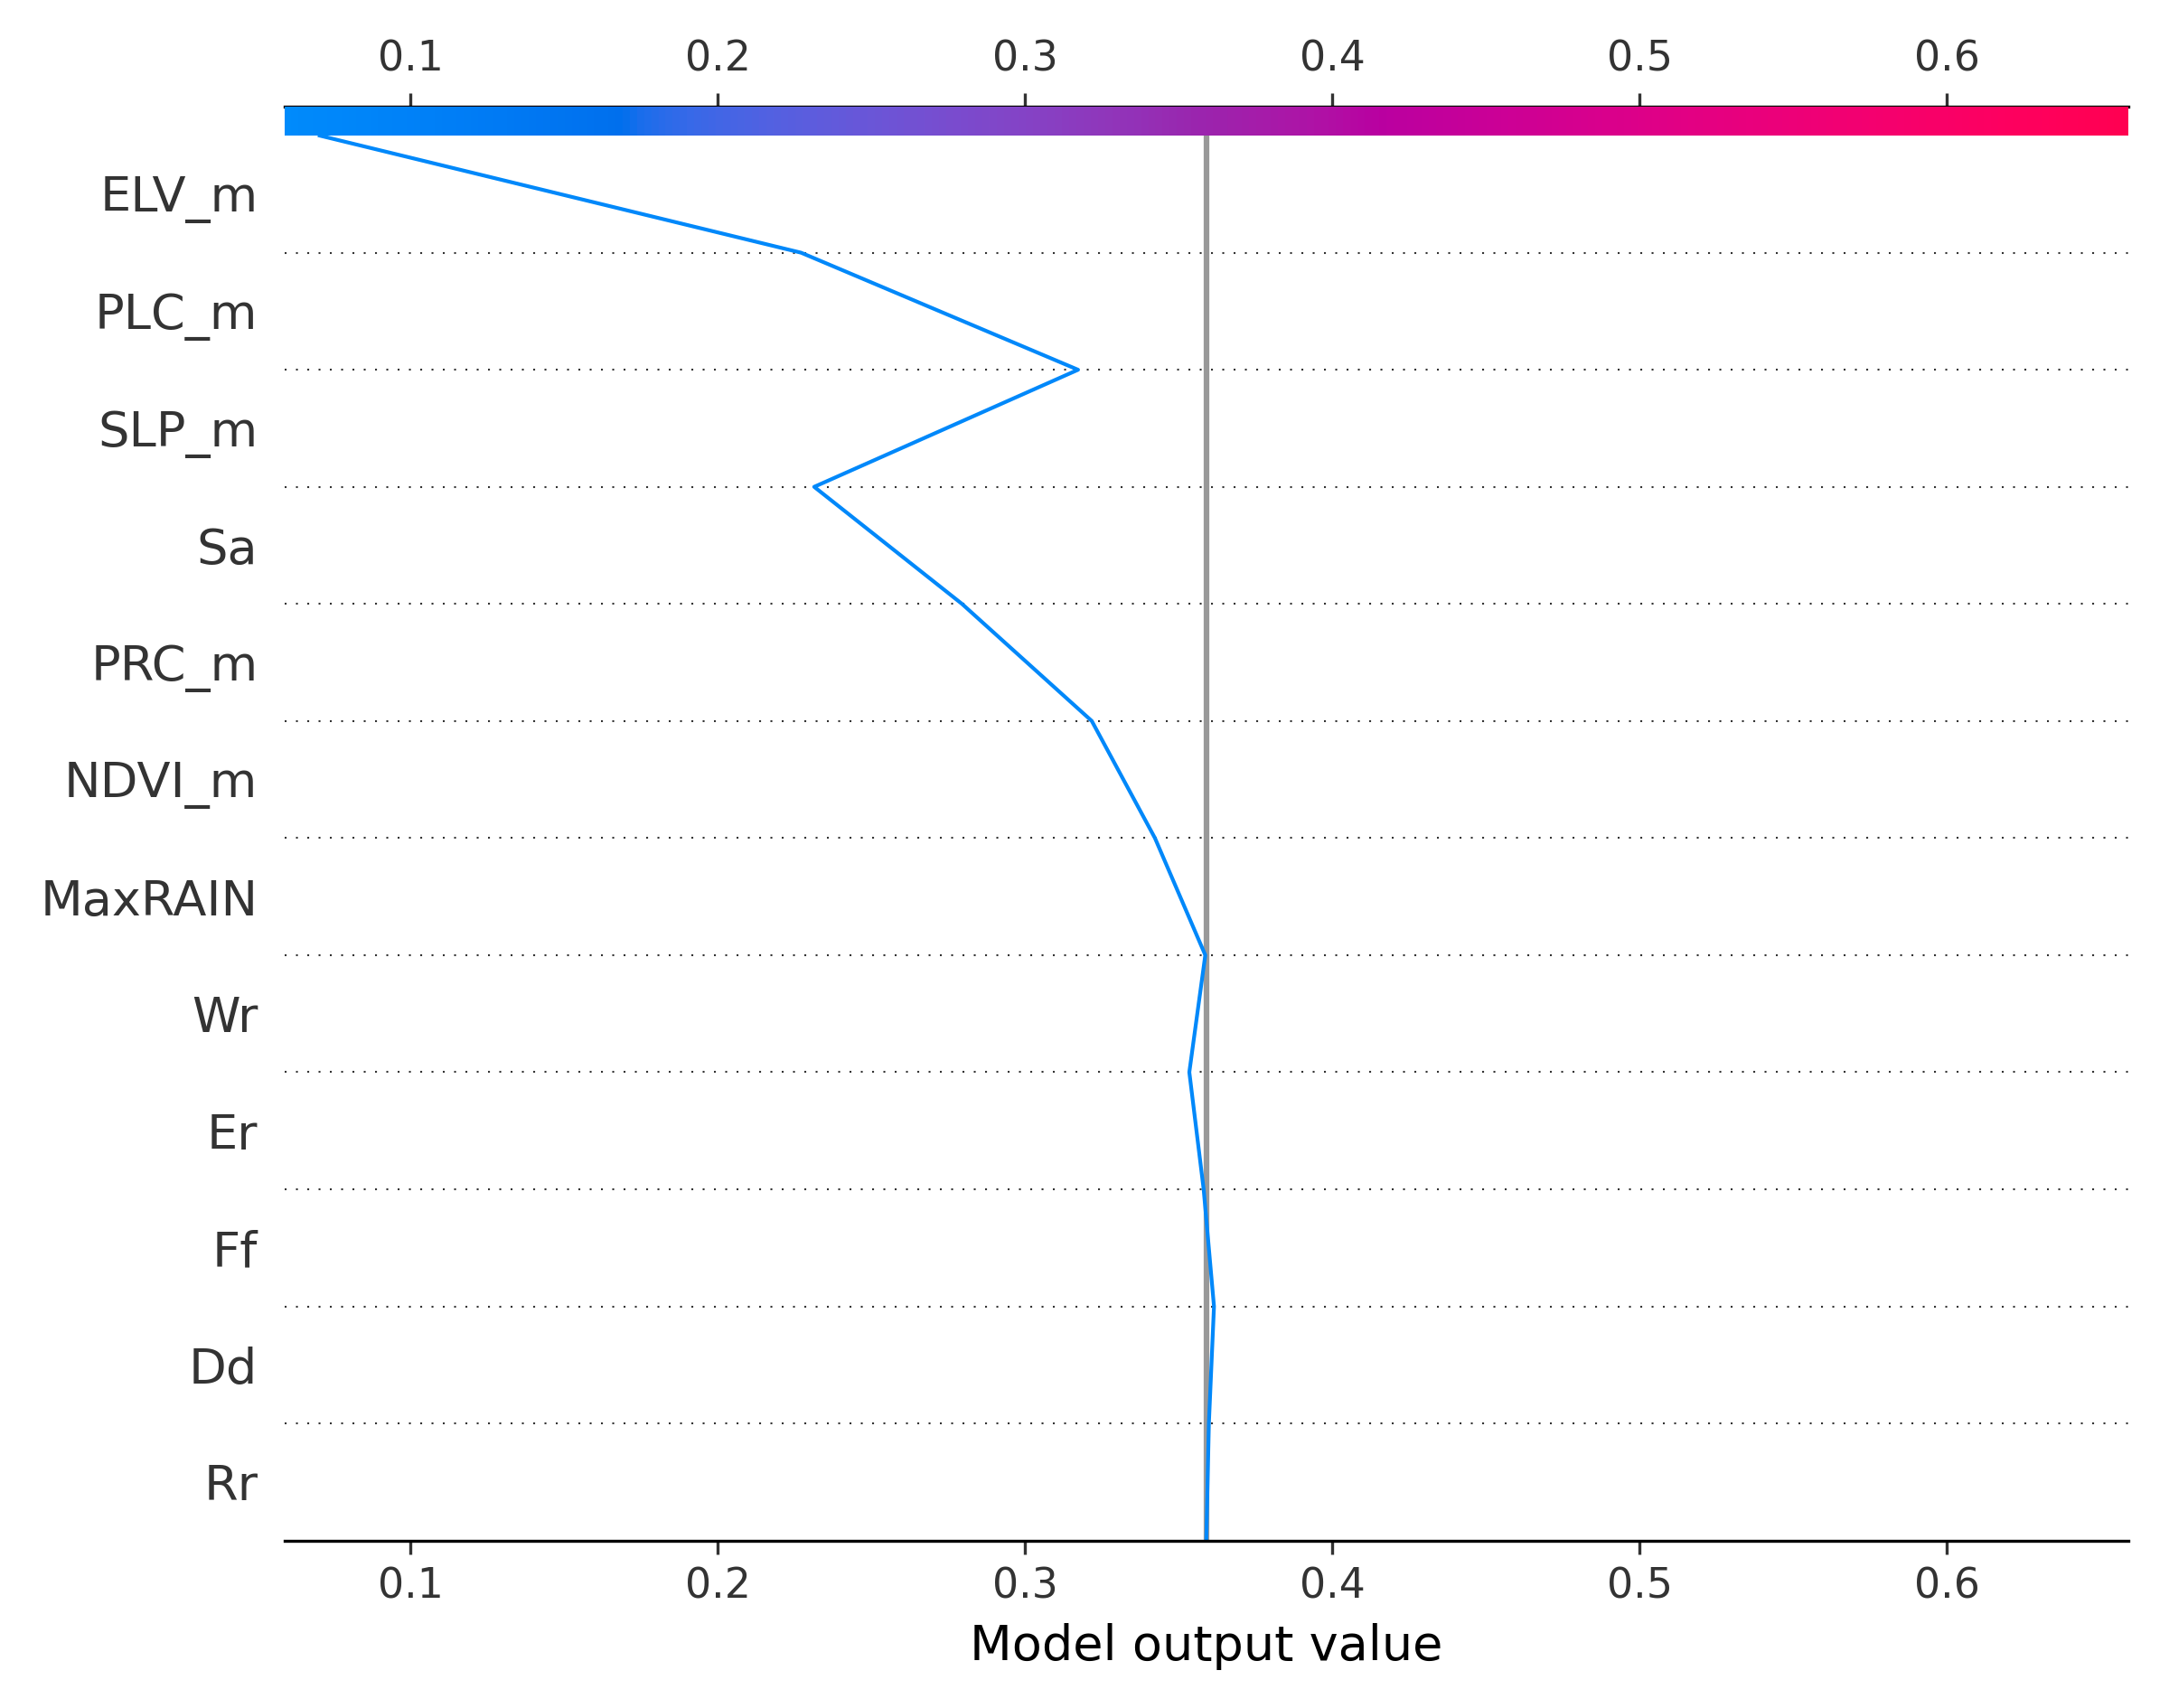 0.1 0.2 0.3 0.4 0.5 0.6
ELV_m
PLC_m
SLP_m
Sa
PRC_m
NDVI_m
MaxRAIN
Wr
Er
Ff
Dd
Rr
0.1 0.2 0.3 0.4 0.5 0.6
Model output value